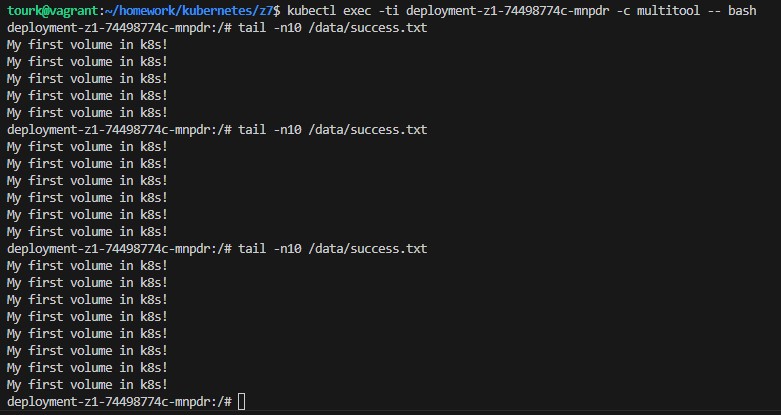 tourk@vagrant:~/homework/kubernetes/z7$ kubectl exec -ti deployment-z1-74498774c-mnpdr -c multitool -- bash
deployment-z1-74498774c-mnpdr:/# tail -n10 /data/success.txt
My first volume in k8s!
My first volume in k8s!
My first volume in k8s!
My first volume in k8s!
My first volume in k8s!
deployment-z1-74498774c-mnpdr:/# tail -n10 /data/success.txt
My first volume in k8s!
My first volume in k8s!
My first volume in k8s!
My first volume in k8s!
My first volume in k8s!
My first volume in k8s!
deployment-z1-74498774c-mnpdr:/# tail -n10 /data/success.txt
My first volume in k8s!
My first volume in k8s!
My first volume in k8s!
My first volume in k8s!
My first volume in k8s!
My first volume in k8s!
My first volume in k8s!
My first volume in k8s!
deployment-z1-74498774c-mnpdr:/#